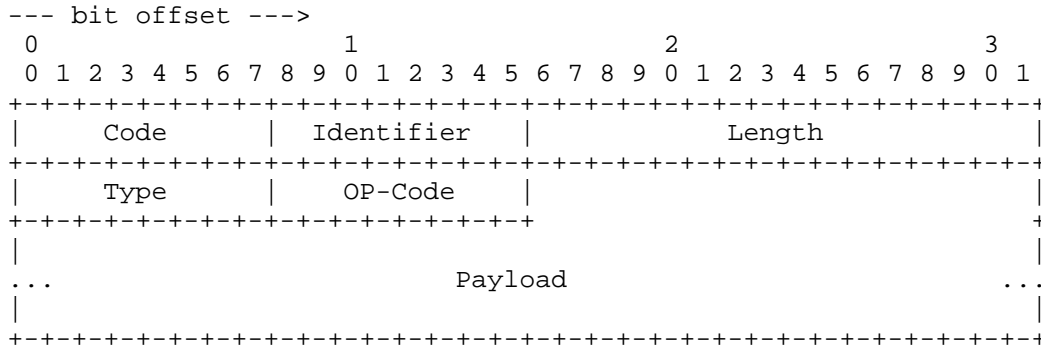 --- bit offset --->
 0                   1                   2                   3
 0 1 2 3 4 5 6 7 8 9 0 1 2 3 4 5 6 7 8 9 0 1 2 3 4 5 6 7 8 9 0 1
+-+-+-+-+-+-+-+-+-+-+-+-+-+-+-+-+-+-+-+-+-+-+-+-+-+-+-+-+-+-+-+-+
|     Code      |  Identifier   |            Length             |
+-+-+-+-+-+-+-+-+-+-+-+-+-+-+-+-+-+-+-+-+-+-+-+-+-+-+-+-+-+-+-+-+
|     Type      |    OP-Code    |                               |
+-+-+-+-+-+-+-+-+-+-+-+-+-+-+-+-+                               +
|                                                               |
...                         Payload                           ...
|                                                               |
+-+-+-+-+-+-+-+-+-+-+-+-+-+-+-+-+-+-+-+-+-+-+-+-+-+-+-+-+-+-+-+-+